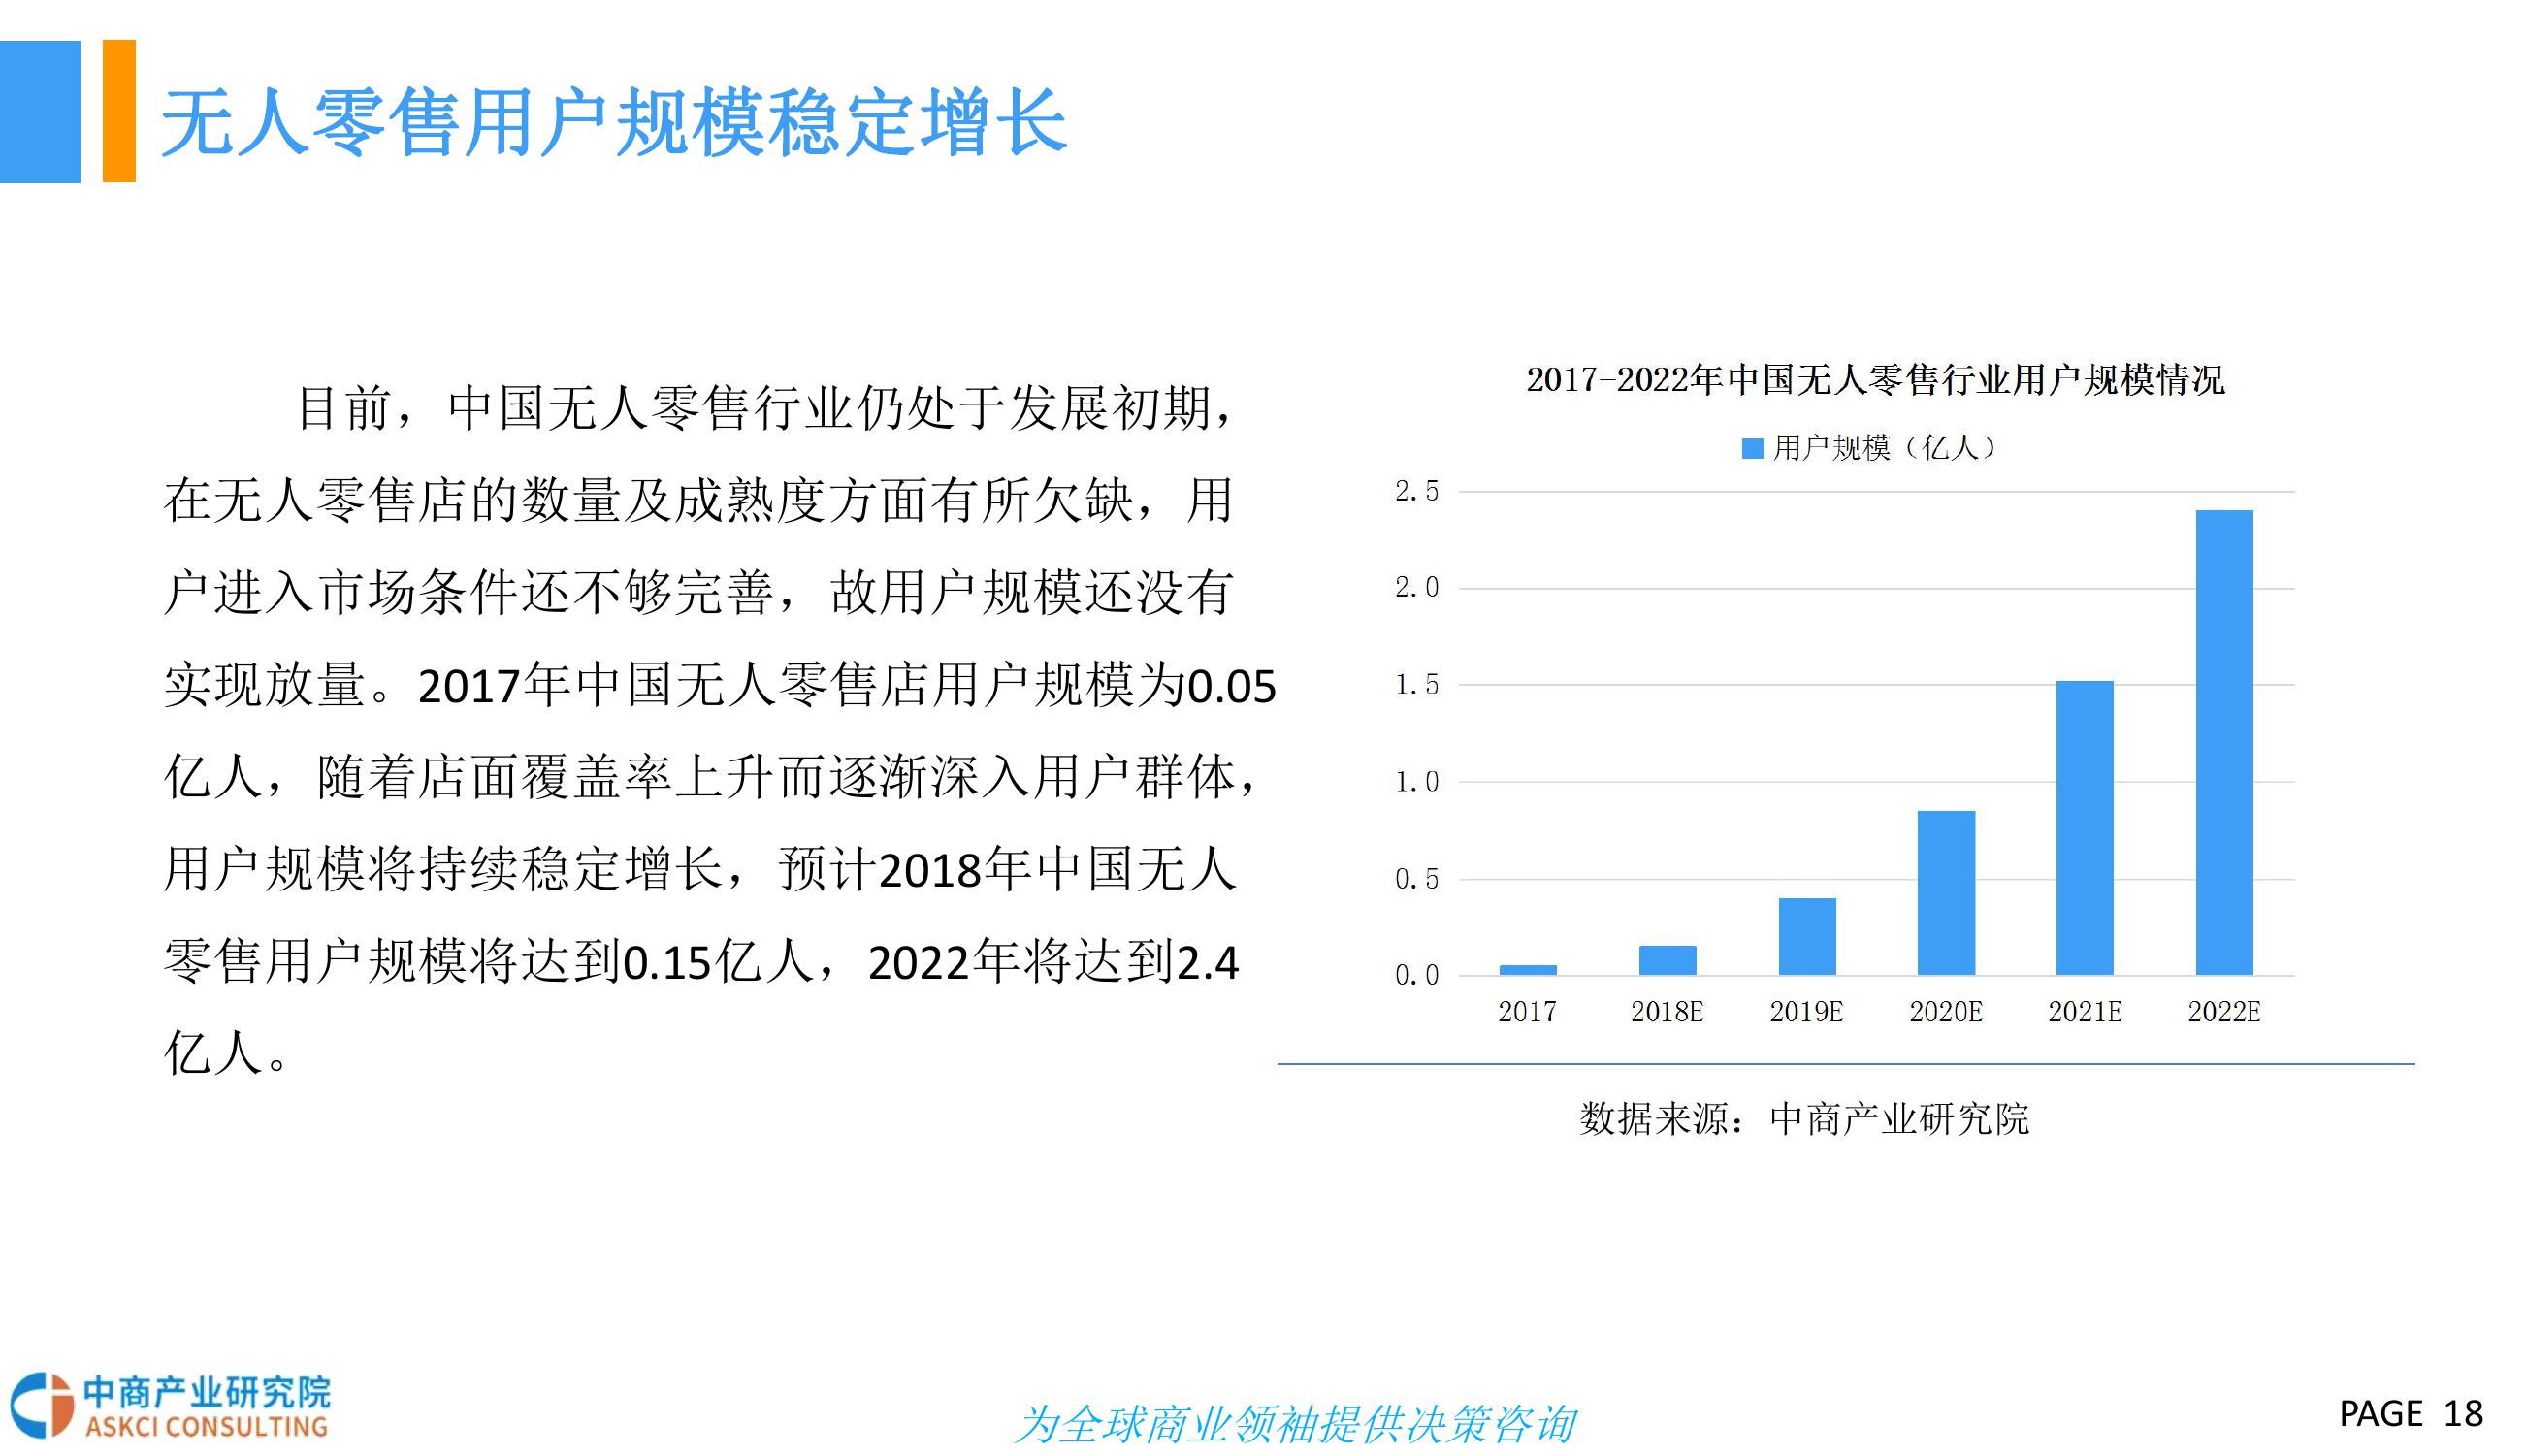 无人零售用户规模稳定增长
目前，中国无人零售行业仍处于发展初期，
在无人零售店的数量及成熟度方面有所欠缺，用
户进入市场条件还不够完善，故用户规模还没有
实现放量。2017年中国无人零售店用户规模为0.05
亿人，随着店面覆盖率上升而逐渐深入用户群体，
用户规模将持续稳定增长，预计2018年中国无人
零售用户规模将达到0.15亿人，2022年将达到2.4
亿人。
2017-2022年中国无人零售行业用户规模情况
用户规模（亿人）
2.5
2.0
1.5
1.0
0.5
0.0
2017 2018E 2019E 2020E 2021E 2022E
数据来源：中商产业研究院
中商产业研究院
ASKCI CONSULTING
为全球商业领袖提供决策咨询
PAGE 18